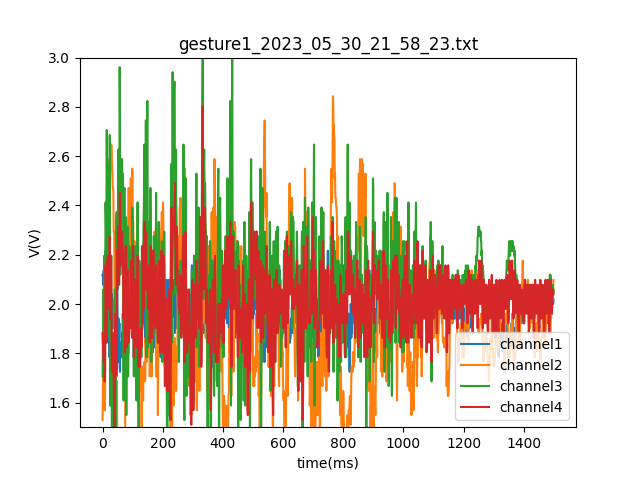 gesture1_2023_05_30_21_58_23.txt
3.0
2.8
2.6
2.4
2.2
2.0
1.8
1.6
V(V)
0 200 400 600 800 1000 1200 1400
time(ms)
channel1
channel2
channel3
channel4